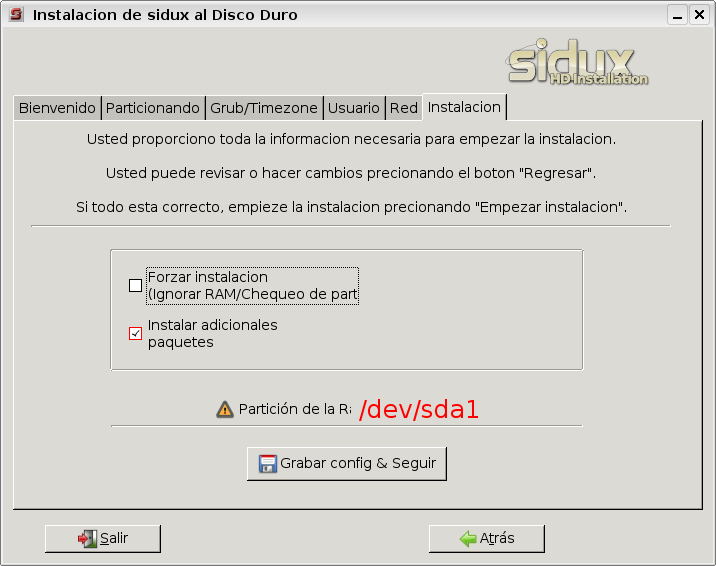 Instalacion de sidux al Disco Duro
sidux
HD-Installation
Bienvenido Particionando Grub/Timezone Usuario Red Instalacion
Usted proporciono toda la informacion necesaria para empezar la instalacion.
Usted puede revisar o hacer cambios precionando el boton "Regresar".
Si todo esta correcto, empieze la instalacion precionando "Empezar instalacion".
Forzar instalacion
(Ignorar RAM/Chequeo de part
Instalar adicionales
paquetes
Partición de la Ra /dev/sda1
Grabar config & Seguir
Salir Atrás